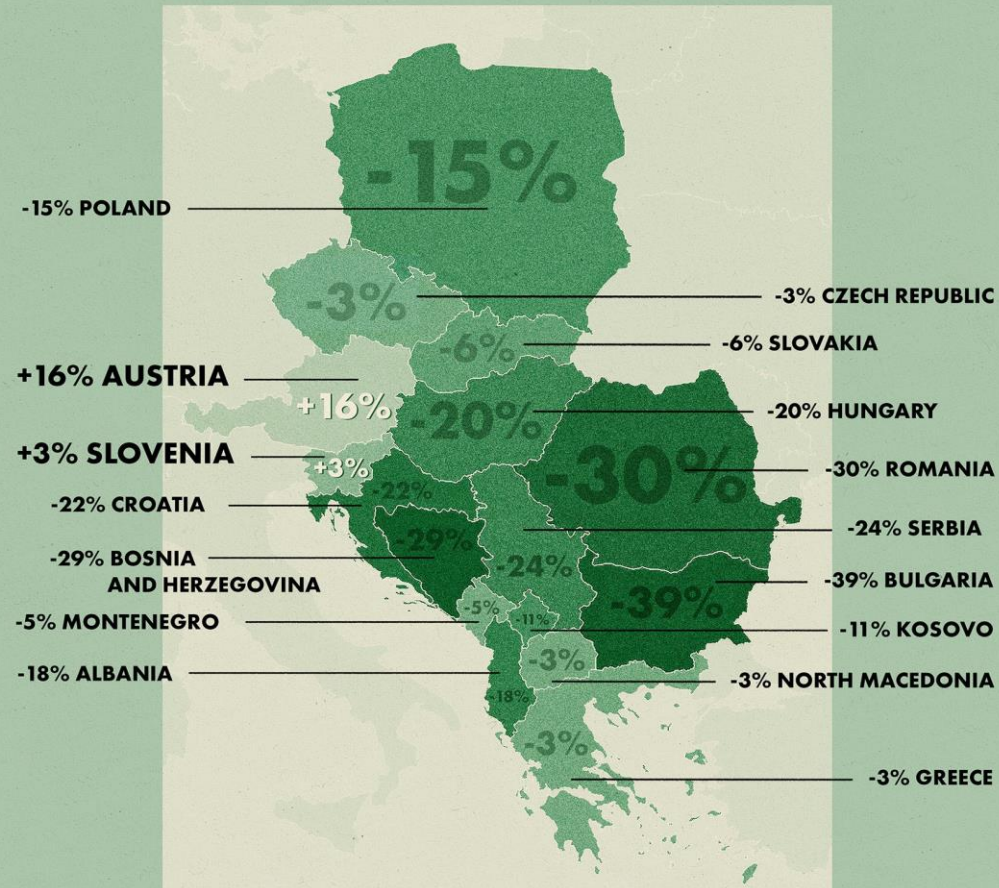 -15%
-15% POLAND
-3%
-3% CZECH REPUBLIC
-6%
-6% SLOVAKIA
+16% AUSTRIA
+16%
-20%
-20% HUNGARY
+3% SLOVENIA
+3%
-30%
-30% ROMANIA
-22%
-22% CROATIA
-24% SERBIA
-29%
-29% BOSNIA
AND HERZEGOVINA
-24%
-39%
-39% BULGARIA
-5%
-5% MONTENEGRO
-11%
-11% KOSOVO
-3%
-18% ALBANIA
-3% NORTH MACEDONIA
-18%
-3%
-3% GREECE